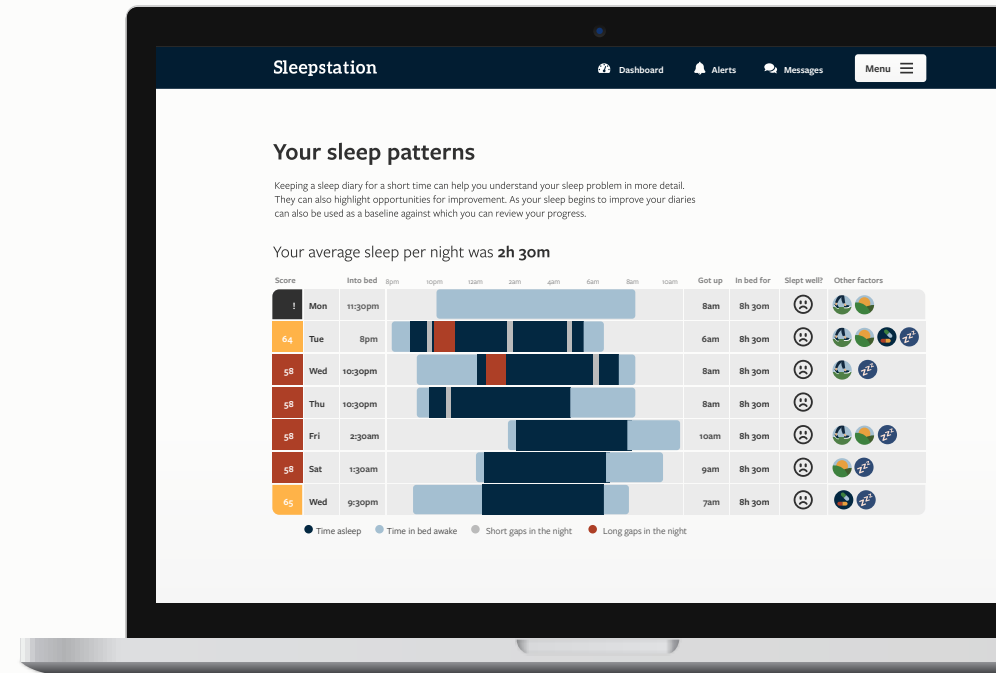 Sleepstation
Dashboard Alerts Messages Menu
Your sleep patterns
Keeping a sleep diary for a short time can help you understand your sleep problem in more detail.
They can also highlight opportunities for improvement. As your sleep begins to improve your diaries
can also be used as a baseline against which you can review your progress.
Your average sleep per night was 2h 30m
Score Into bed 8pm 10pm 12am 2am 4am 6am 8am 10am Got up In bed for Slept well? Other factors
! Mon 11:30pm 8am 8h 30m
64 Tue 8pm 6am 8h 30m ZZZ
58 Wed 10:30pm 8am 8h 30m ZZZ
58 Thu 10:30pm 8am 8h 30m
58 Fri 2:30am 10am 8h 30m ZZZ
58 Sat 1:30am 9am 8h 30m ZZZ
65 Wed 9:30pm 7am 8h 30m ZZZ
Time asleep Time in bed awake Short gaps in the night Long gaps in the night